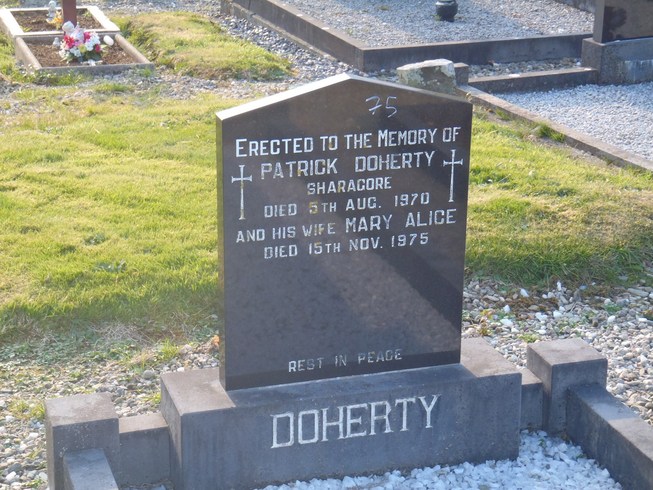 75
ERECTED TO THE MEMORY OF
PATRICK DOHERTY
SHARAGORE
DIED 5TH AUG. 1970
AND HIS WIFE MARY ALICE
DIED 15TH NOV. 1975
REST IN PEACE
DOHERTY